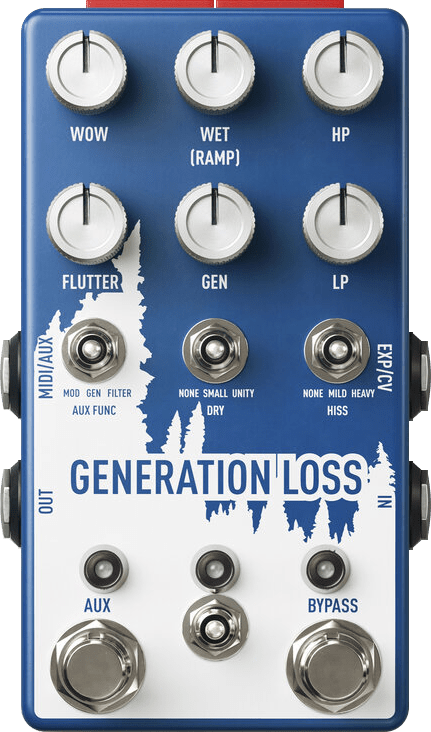 WOW WET HP
(RAMP)
FLUTTER GEN LP
MIDI/AUX
EXP/CV
MOD GEN FILTER NONE SMALL UNITY NONE MILD HEAVY
AUX FUNC DRY HISS
GENERATION LOSS
OUT
IN
AUX BYPASS